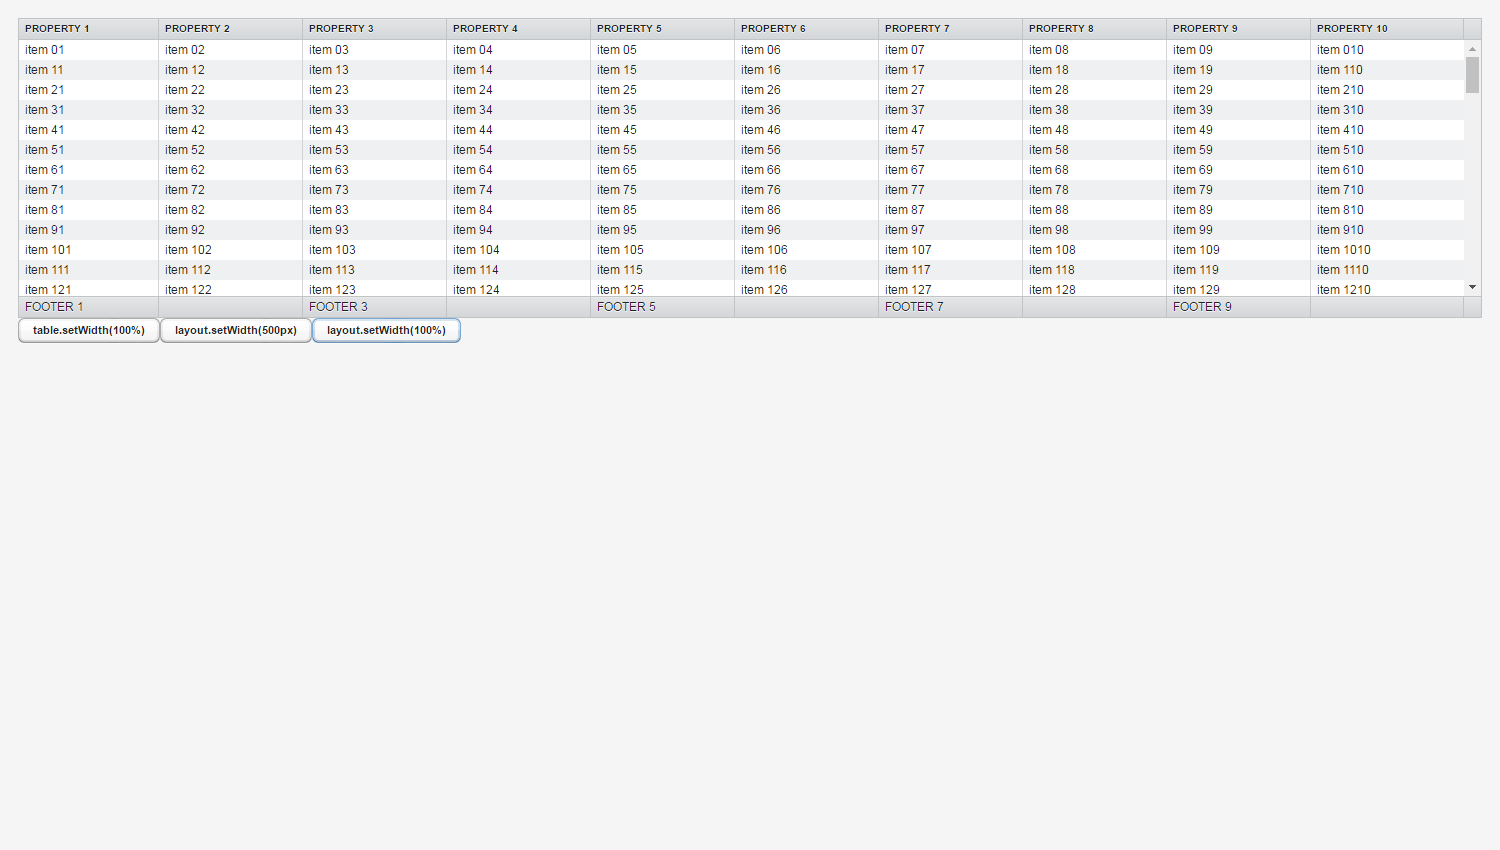 PROPERTY 1 PROPERTY 2 PROPERTY 3 PROPERTY 4 PROPERTY 5 PROPERTY 6 PROPERTY 7 PROPERTY 8 PROPERTY 9 PROPERTY 10
item 01 item 02 item 03 item 04 item 05 item 06 item 07 item 08 item 09 item 010
item 11 item 12 item 13 item 14 item 15 item 16 item 17 item 18 item 19 item 110
item 21 item 22 item 23 item 24 item 25 item 26 item 27 item 28 item 29 item 210
item 31 item 32 item 33 item 34 item 35 item 36 item 37 item 38 item 39 item 310
item 41 item 42 item 43 item 44 item 45 item 46 item 47 item 48 item 49 item 410
item 51 item 52 item 53 item 54 item 55 item 56 item 57 item 58 item 59 item 510
item 61 item 62 item 63 item 64 item 65 item 66 item 67 item 68 item 69 item 610
item 71 item 72 item 73 item 74 item 75 item 76 item 77 item 78 item 79 item 710
item 81 item 82 item 83 item 84 item 85 item 86 item 87 item 88 item 89 item 810
item 91 item 92 item 93 item 94 item 95 item 96 item 97 item 98 item 99 item 910
item 101 item 102 item 103 item 104 item 105 item 106 item 107 item 108 item 109 item 1010
item 111 item 112 item 113 item 114 item 115 item 116 item 117 item 118 item 119 item 1110
item 121 item 122 item 123 item 124 item 125 item 126 item 127 item 128 item 129 item 1210
FOOTER 1 FOOTER 3 FOOTER 5 FOOTER 7 FOOTER 9
table.setWidth(100%) layout.setWidth(500px) layout.setWidth(100%)